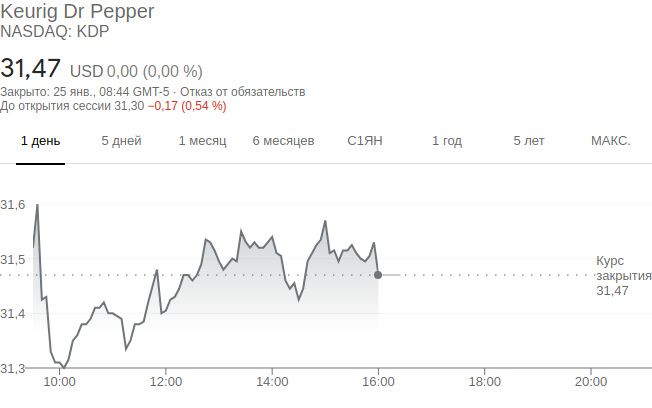 Keurig Dr Pepper
NASDAQ: KDP
31,47 USD 0,00 (0,00 %)
Закрыто: 25 янв., 08:44 GMT-5 · Отказ от обязательств
До открытия сессии 31,30 −0,17 (0,54 %)
1 день 5 дней 1 месяц 6 месяцев С1ЯН 1 год 5 лет МАКС.
31,6
31,5
Курс
закрытия
31,47
31,4
31,3
10:00 12:00 14:00 16:00 18:00 20:00